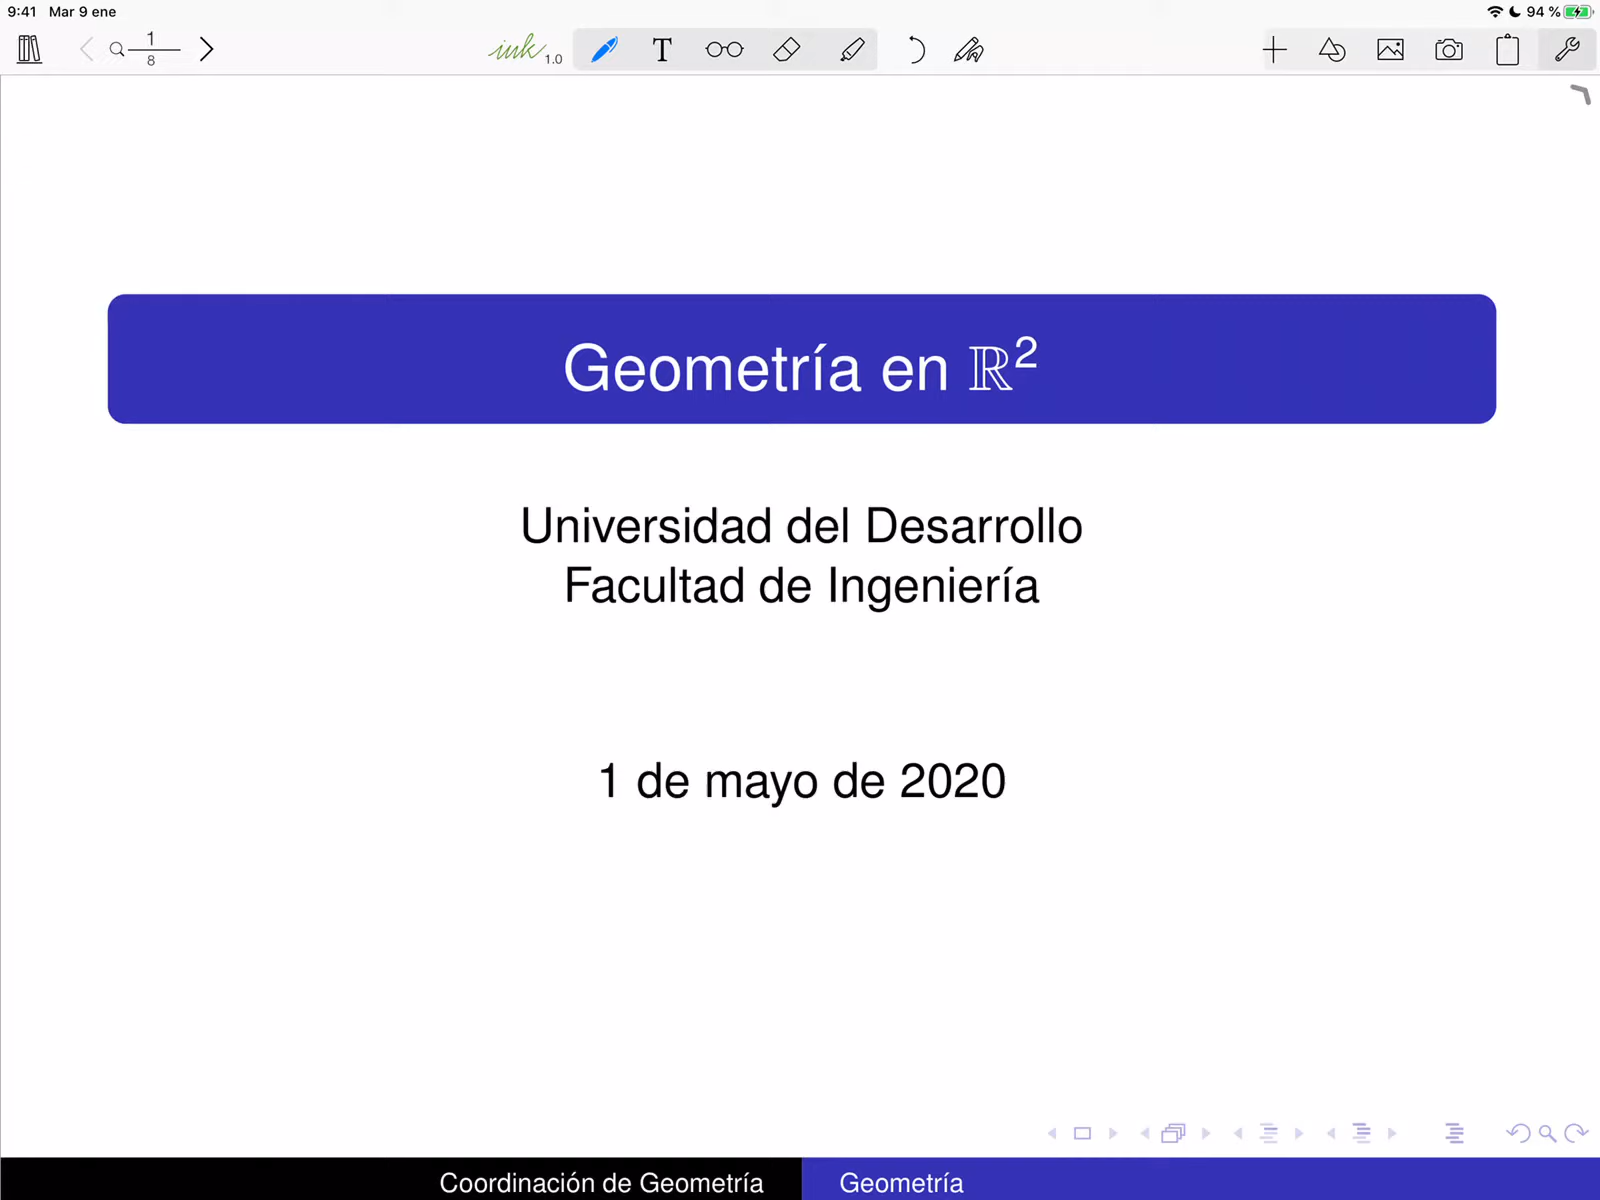 9:41 Mar 9 ene 94 %
1
8
ink 1.0
T
Geometría en ℝ²
Universidad del Desarrollo
Facultad de Ingeniería
1 de mayo de 2020
Coordinación de Geometría Geometría